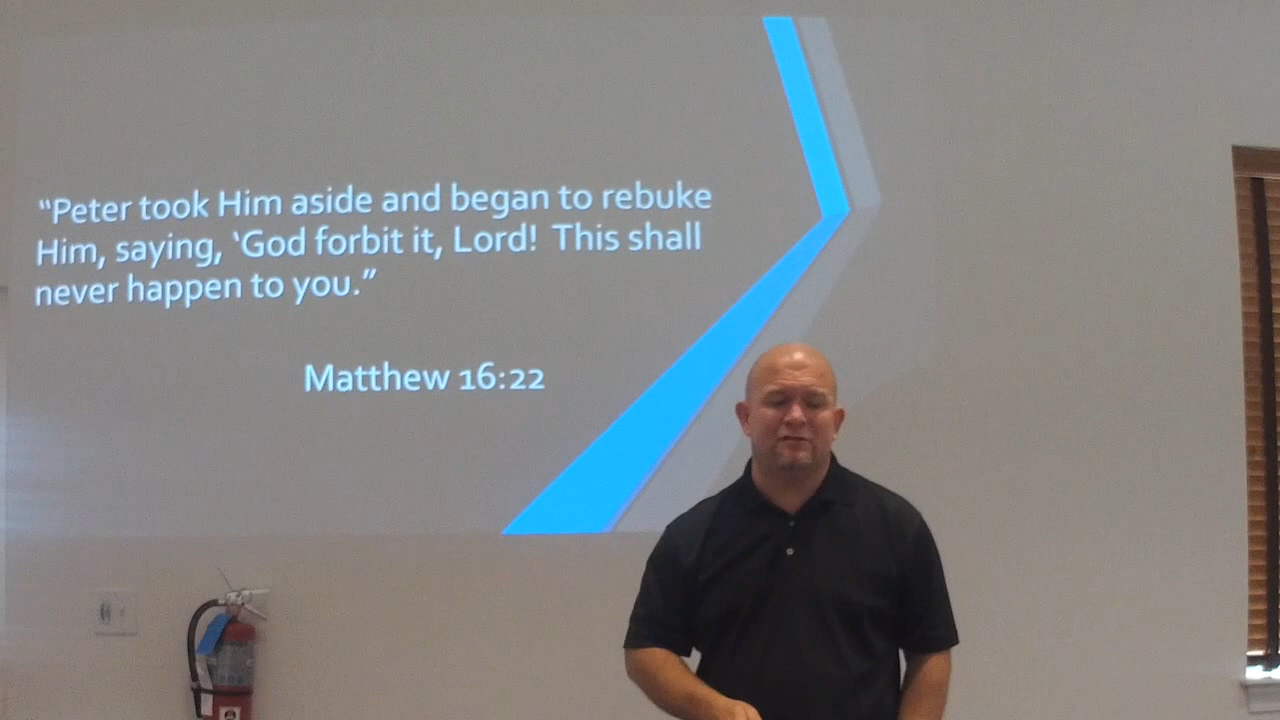 “Peter took Him aside and began to rebuke
Him, saying, ‘God forbit it, Lord!  This shall
never happen to you.”
Matthew 16:22